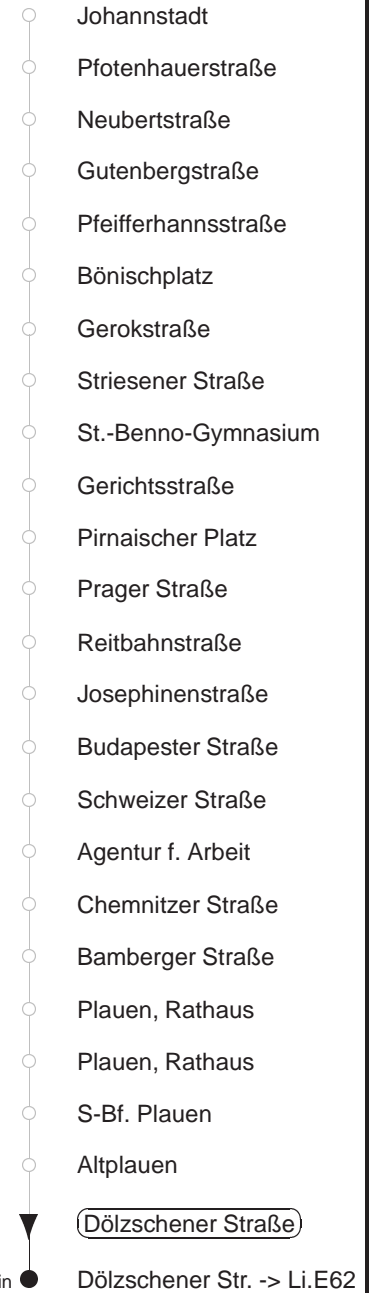 Johannstadt
Pfotenhauerstraße
Neubertstraße
Gutenbergstraße
Pfeifferhannsstraße
Bönischplatz
Gerokstraße
Striesener Straße
St.-Benno-Gymnasium
Gerichtsstraße
Pirnaischer Platz
Prager Straße
Reitbahnstraße
Josephinenstraße
Budapester Straße
Schweizer Straße
Agentur f. Arbeit
Chemnitzer Straße
Bamberger Straße
Plauen, Rathaus
Plauen, Rathaus
S-Bf. Plauen
Altplauen
Dölzschener Straße
Dölzschener Str. -> Li.E62